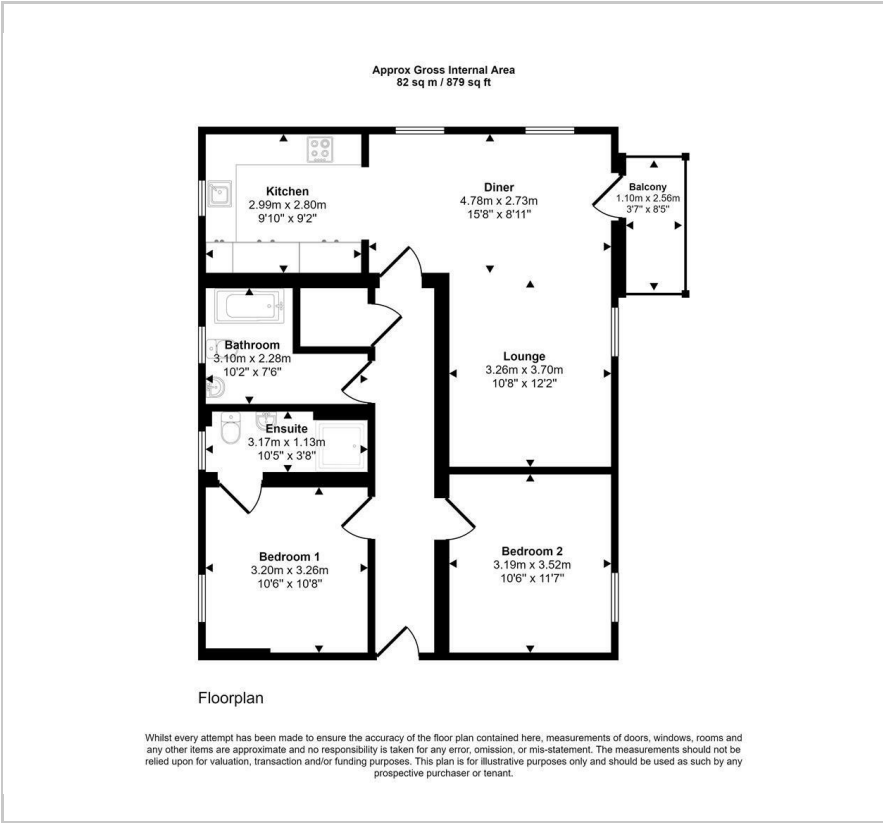 Approx Gross Internal Area
82 sq m / 879 sq ft
Kitchen
2.99m x 2.80m
9'10" x 9'2"
Diner
4.78m x 2.73m
15'8" x 8'11"
Balcony
1.10m x 2.56m
3'7" x 8'5"
Bathroom
3.10m x 2.28m
10'2" x 7'6"
Lounge
3.26m x 3.70m
10'8" x 12'2"
Ensuite
3.17m x 1.13m
10'5" x 3'8"
Bedroom 1
3.20m x 3.26m
10'6" x 10'8"
Bedroom 2
3.19m x 3.52m
10'6" x 11'7"
Floorplan
Whilst every attempt has been made to ensure the accuracy of the floor plan contained here, measurements of doors, windows, rooms and
any other items are approximate and no responsibility is taken for any error, omission, or mis-statement. The measurements should not be
relied upon for valuation, transaction and/or funding purposes. This plan is for illustrative purposes only and should be used as such by any
prospective purchaser or tenant.